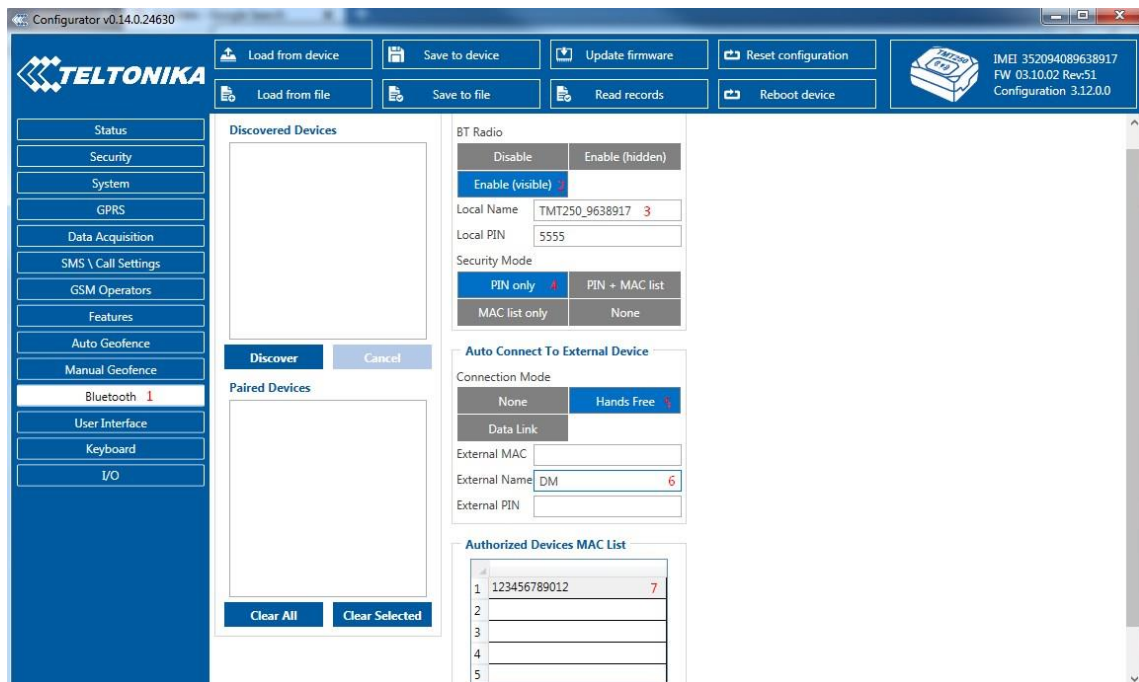 Configurator v0.14.0.24630
TELTONIKA
Load from device
Save to device
Update firmware
Reset configuration
Load from file
Save to file
Read records
Reboot device
TMT250
IMEI 352094089638917
FW 03.10.02 Rev:51
Configuration 3.12.0.0
Status
Security
System
GPRS
Data Acquisition
SMS \ Call Settings
GSM Operators
Features
Auto Geofence
Manual Geofence
Bluetooth 1
User Interface
Keyboard
I/O
Discovered Devices
Discover
Cancel
Paired Devices
Clear All
Clear Selected
BT Radio
Disable
Enable (hidden)
Enable (visible)
Local Name TMT250_9638917 3
Local PIN 5555
Security Mode
PIN only 4
PIN + MAC list
MAC list only
None
Auto Connect To External Device
Connection Mode
None
Hands Free
Data Link
External MAC
External Name DM 6
External PIN
Authorized Devices MAC List
1 123456789012 7
2
3
4
5